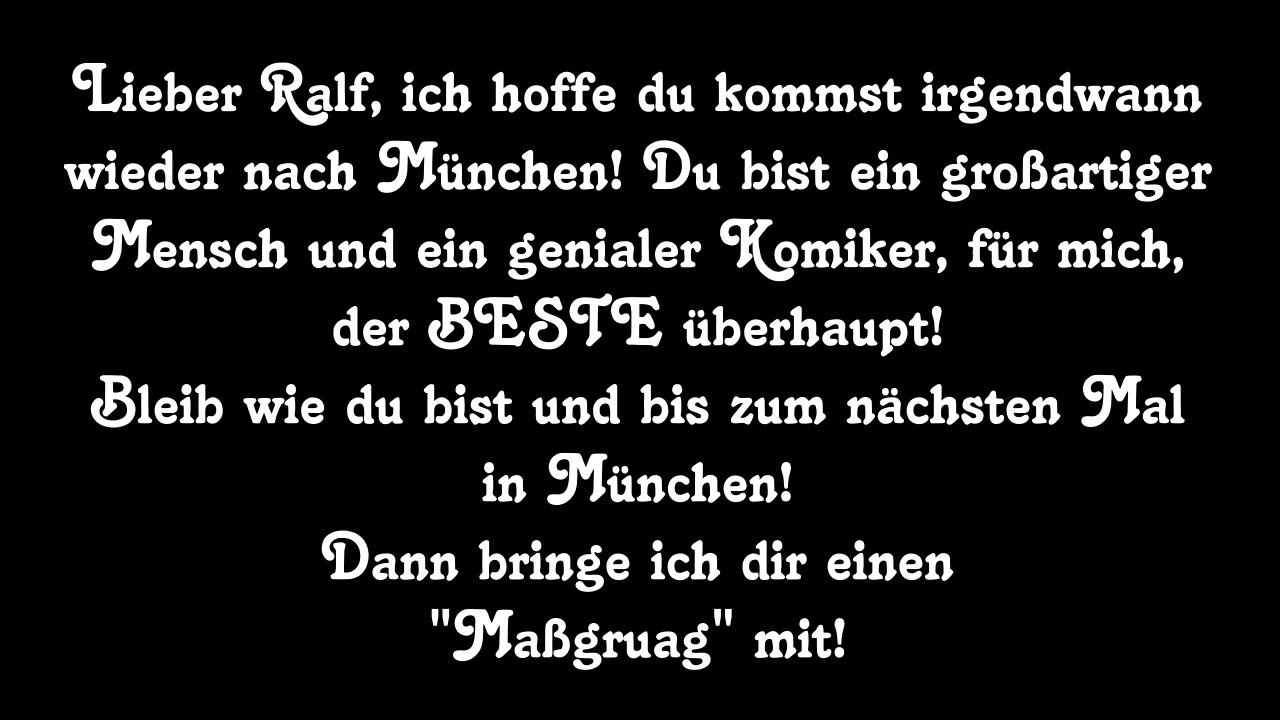 Lieber Ralf, ich hoffe du kommst irgendwann
wieder nach München! Du bist ein großartiger
Mensch und ein genialer Komiker, für mich,
der BESTE überhaupt!
Bleib wie du bist und bis zum nächsten Mal
in München!
Dann bringe ich dir einen
"Maßgruag" mit!